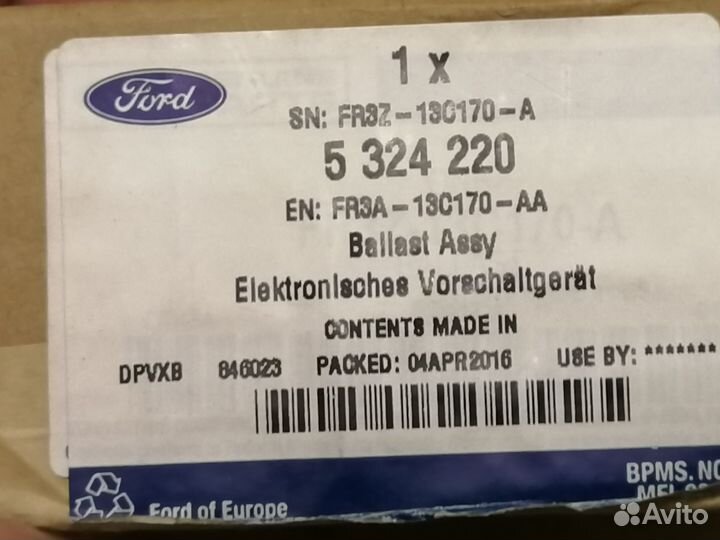 Ford
1 x
SN: FR3Z-13C170-A
5 324 220
EN: FR3A-13C170-AA
Ballast Assy
Elektronisches Vorschaltgerät
CONTENTS MADE IN
DPVXB 846023 PACKED: 04APR2016 USE BY: *******
BPMS. NO
Ford of Europe
Avito